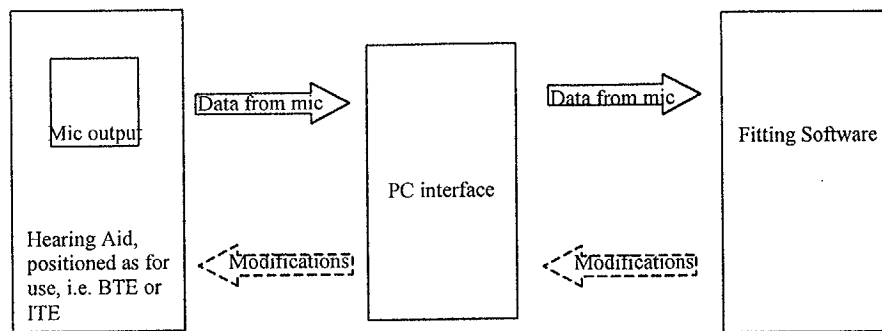 Mic output
Data from mic
Data from mic
Fitting Software
PC interface
Hearing Aid,
positioned as for
use, i.e. BTE or
ITE
Modifications
Modifications